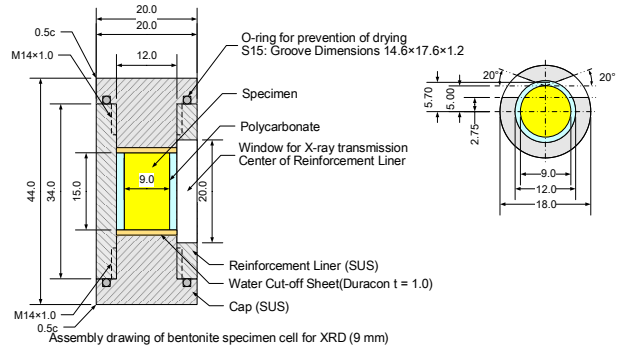 20.0
20.0
0.5c
M14×1.0
12.0
O-ring for prevention of drying
S15: Groove Dimensions 14.6×17.6×1.2
Specimen
Polycarbonate
Window for X-ray transmission
Center of Reinforcement Liner
44.0
34.0
15.0
9.0
20.0
Reinforcement Liner (SUS)
Water Cut-off Sheet(Duracon t = 1.0)
Cap (SUS)
M14×1.0
0.5c
20°
20°
5.70
5.00
2.75
9.0
12.0
18.0
Assembly drawing of bentonite specimen cell for XRD (9 mm)